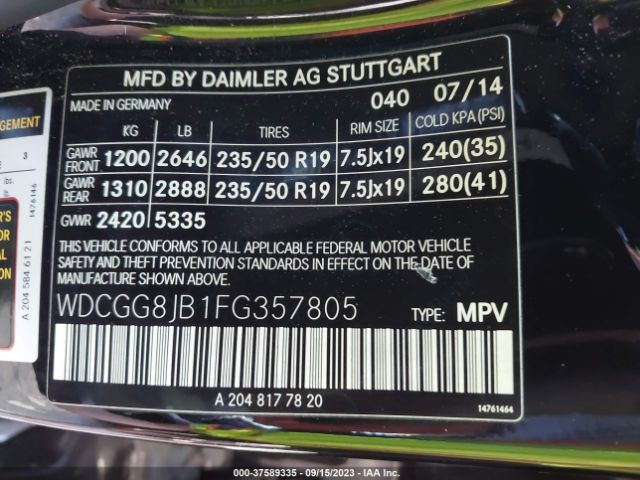 MFD BY DAIMLER AG STUTTGART
MADE IN GERMANY 040 07/14
KG LB TIRES RIM SIZE COLD KPA(PSI)
GAWR FRONT 1200 2646 235/50 R19 7.5Jx19 240(35)
GAWR REAR 1310 2888 235/50 R19 7.5Jx19 280(41)
GVWR 2420 5335
THIS VEHICLE CONFORMS TO ALL APPLICABLE FEDERAL MOTOR VEHICLE
SAFETY AND THEFT PREVENTION STANDARDS IN EFFECT ON THE DATE
OF MANUFACTURE SHOWN ABOVE.
WDCGG8JB1FG357805 TYPE: MPV
A 204 817 78 20
14761464
GEMENT
3
lbs.
1476146
R'S
OR
AL
N.
A 204 584 61 21
000-37589335 - 09/15/2023 - IAA Inc.